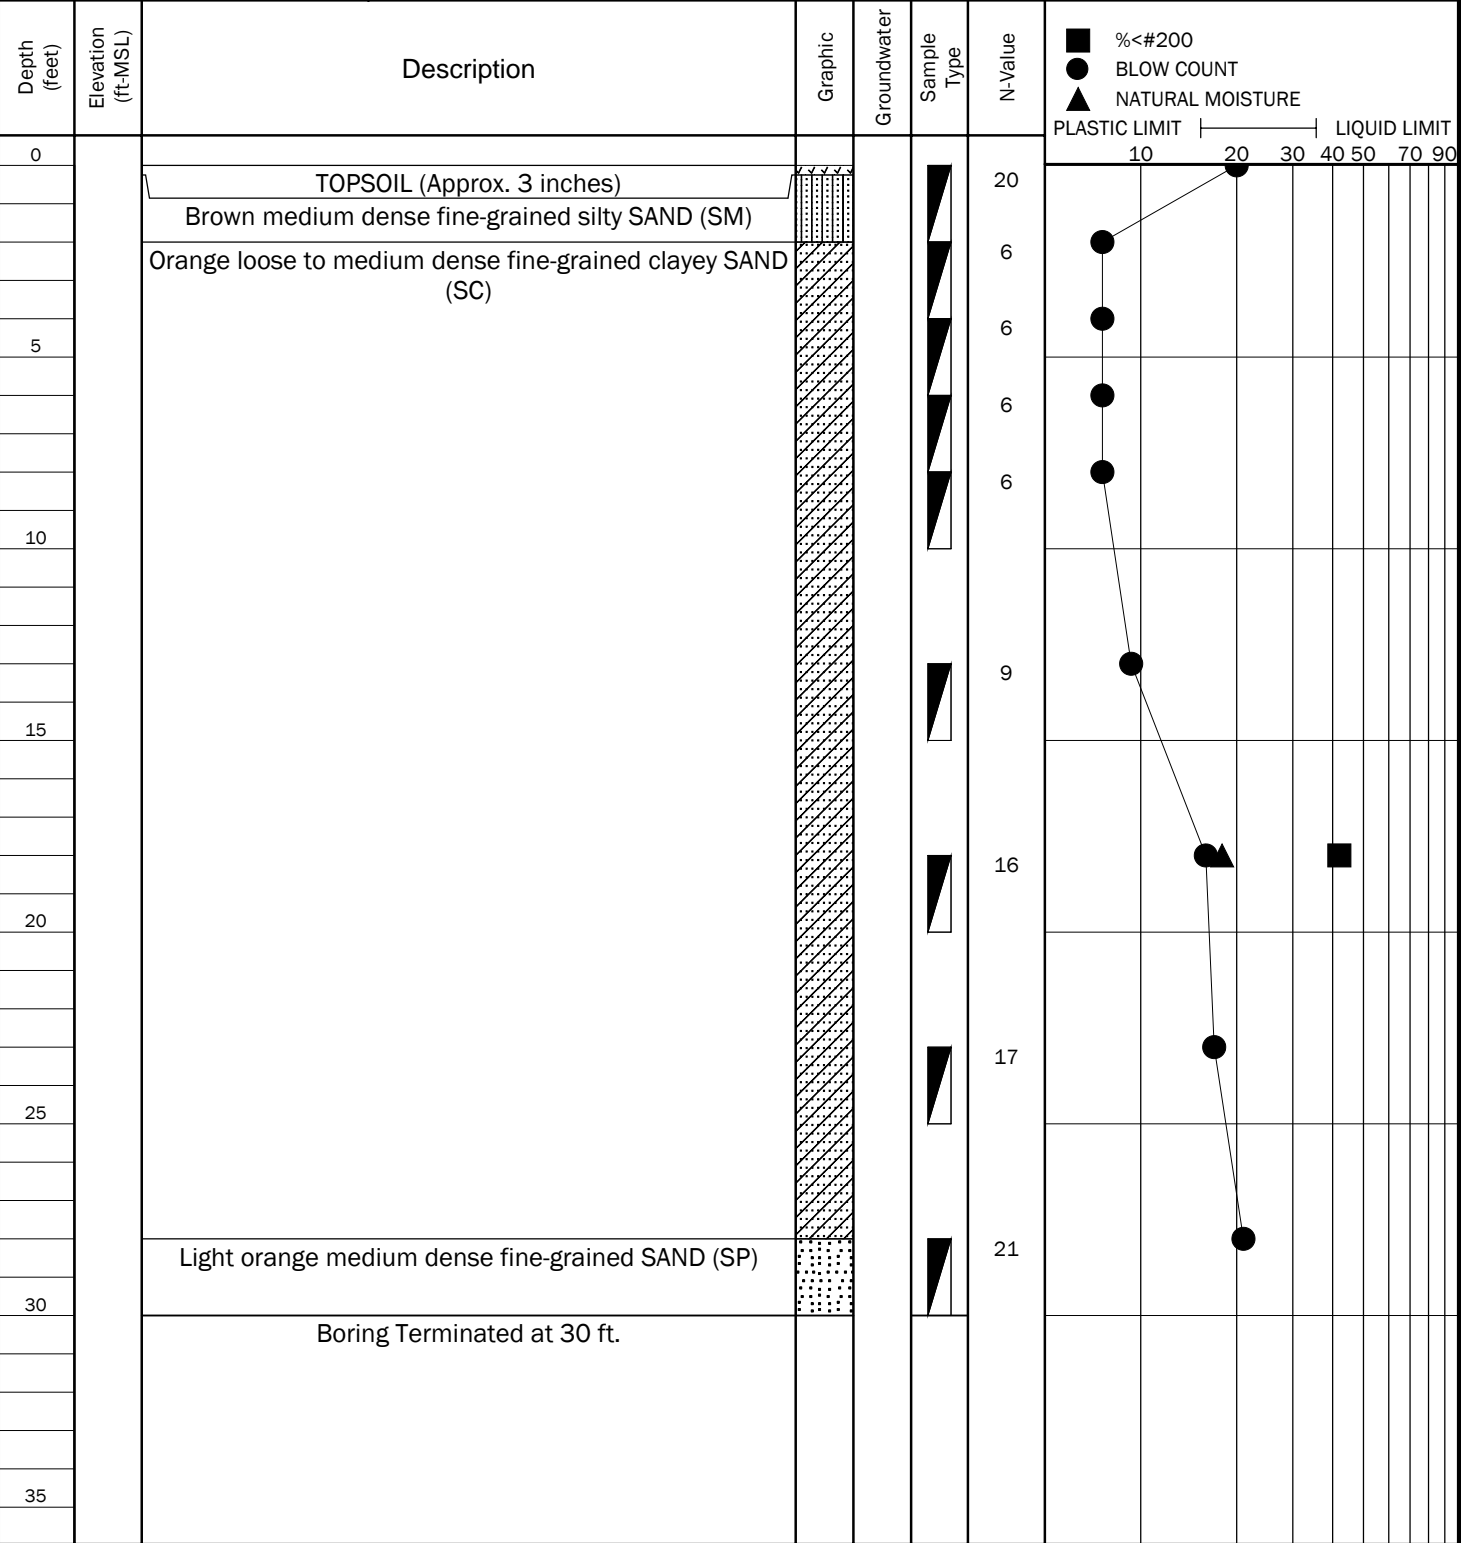 Depth
(feet)
Elevation
(ft-MSL)
Description
Graphic
Groundwater
Sample
Type
N-Value
%<#200
BLOW COUNT
NATURAL MOISTURE
PLASTIC LIMIT LIQUID LIMIT
10 20 30 40 50 70 90
0
TOPSOIL (Approx. 3 inches)
20
Brown medium dense fine-grained silty SAND (SM)
6
Orange loose to medium dense fine-grained clayey SAND
(SC)
6
5
6
6
10
9
15
16
20
17
25
Light orange medium dense fine-grained SAND (SP)
21
30
Boring Terminated at 30 ft.
35